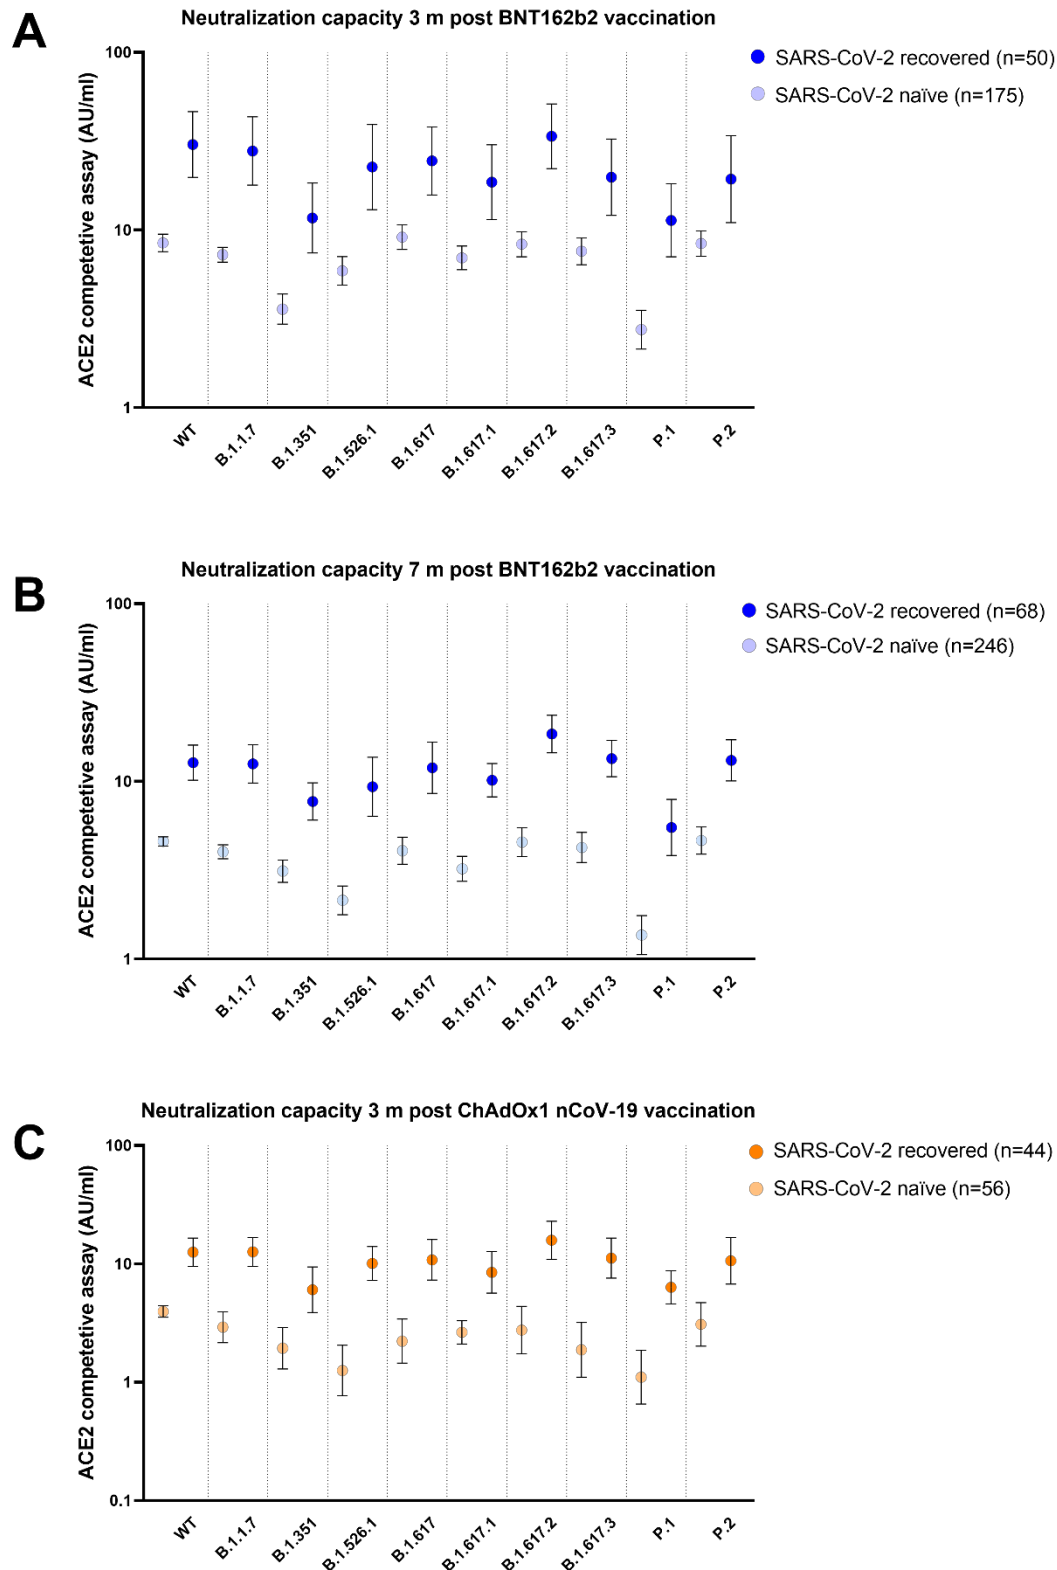 A
Neutralization capacity 3 m post BNT162b2 vaccination
SARS-CoV-2 recovered (n=50)
SARS-CoV-2 naïve (n=175)
ACE2 competetive assay (AU/ml)
100
10
1
WT
B.1.1.7
B.1.351
B.1.526.1
B.1.617
B.1.617.1
B.1.617.2
B.1.617.3
P.1
P.2
B
Neutralization capacity 7 m post BNT162b2 vaccination
SARS-CoV-2 recovered (n=68)
SARS-CoV-2 naïve (n=246)
ACE2 competetive assay (AU/ml)
100
10
1
WT
B.1.1.7
B.1.351
B.1.526.1
B.1.617
B.1.617.1
B.1.617.2
B.1.617.3
P.1
P.2
C
Neutralization capacity 3 m post ChAdOx1 nCoV-19 vaccination
SARS-CoV-2 recovered (n=44)
SARS-CoV-2 naïve (n=56)
ACE2 competetive assay (AU/ml)
100
10
1
0.1
WT
B.1.1.7
B.1.351
B.1.526.1
B.1.617
B.1.617.1
B.1.617.2
B.1.617.3
P.1
P.2